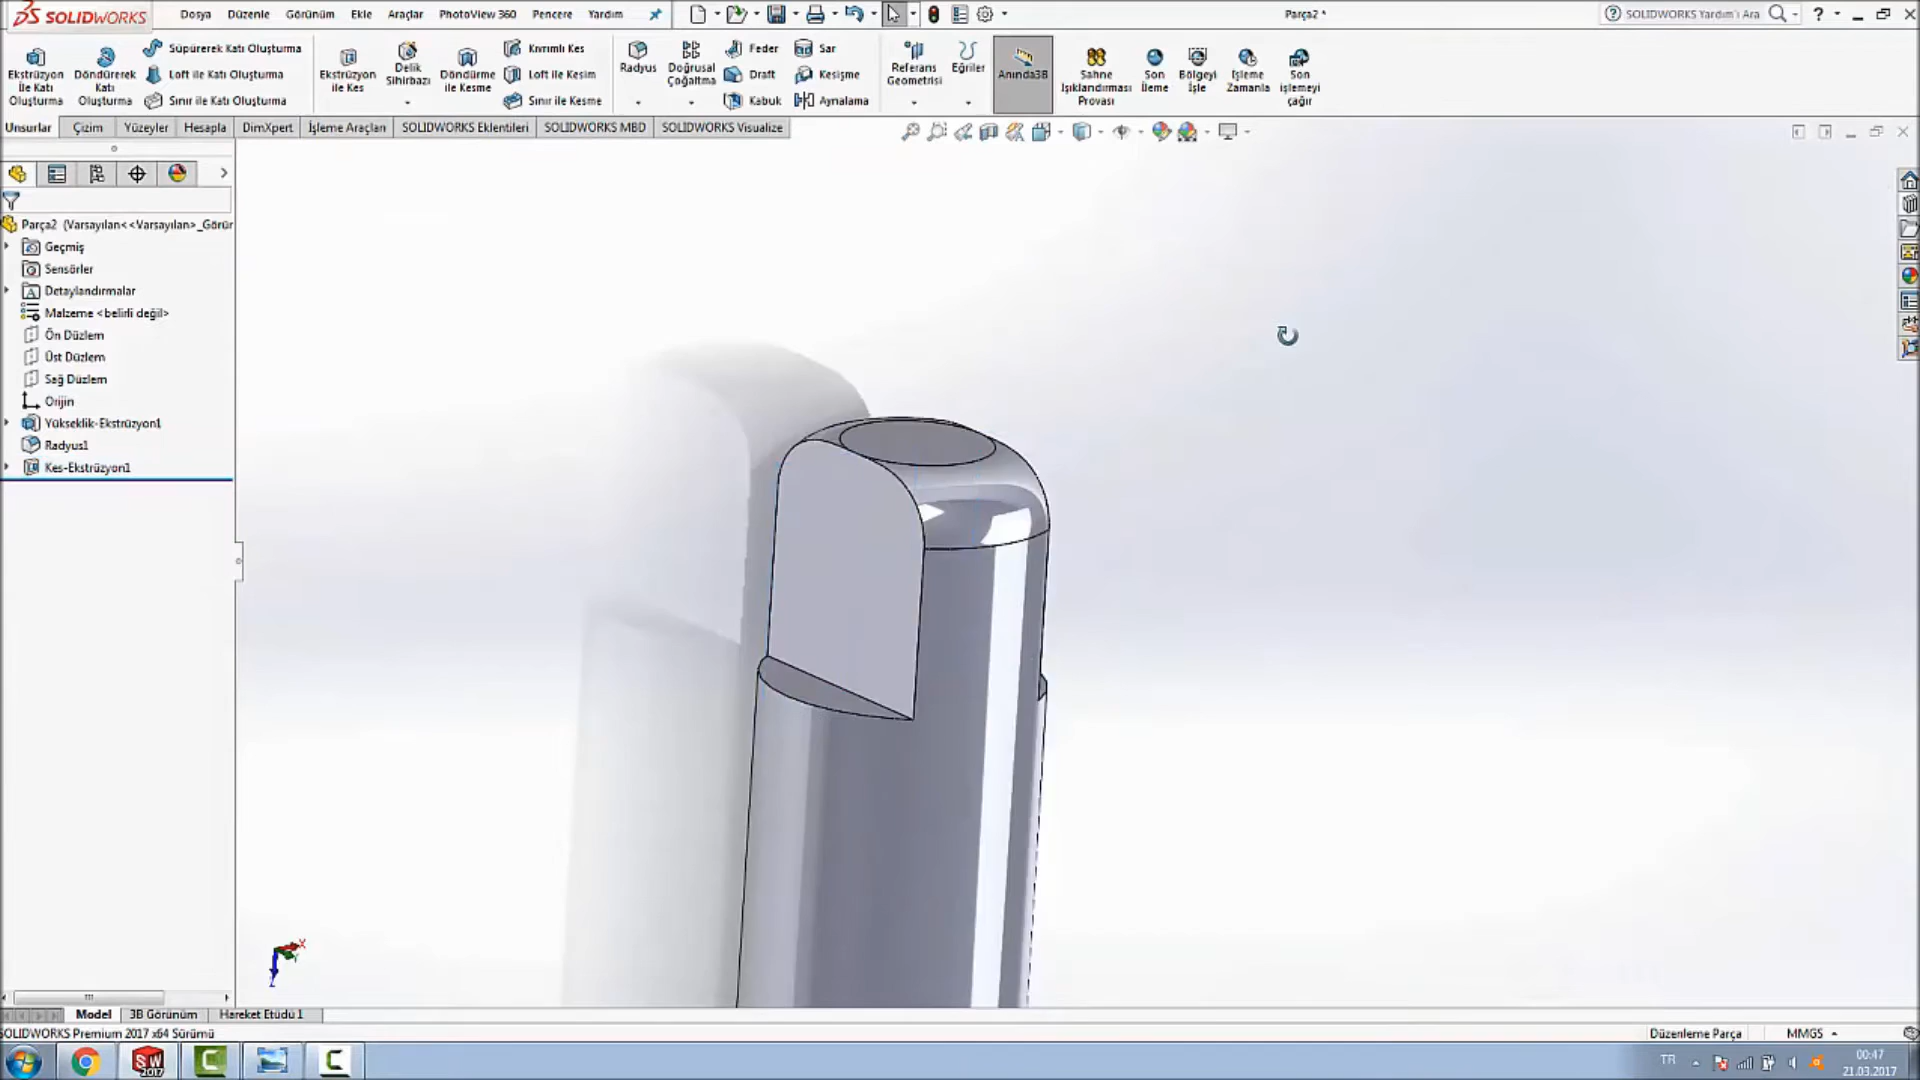 SOLIDWORKS
Dosya Düzenle Görünüm Ekle Araçlar PhotoView 360 Pencere Yardım
Parça2 *
SOLIDWORKS Yardım'ı Ara
Ekstrüzyon İle Katı Oluşturma
Döndürerek Katı Oluşturma
Süpürerek Katı Oluşturma
Loft ile Katı Oluşturma
Sınır ile Katı Oluşturma
Ekstrüzyon ile Kes
Delik Sihirbazı
Döndürme ile Kesme
Kıvrımlı Kes
Loft ile Kesim
Sınır ile Kesme
Radyus
Doğrusal Çoğaltma
Feder
Draft
Kabuk
Sar
Kesişme
Aynalama
Referans Geometrisi
Eğriler
Anında3B
Sahne Işıklandırması Provası
Son İleme
Bölgeyi İşle
İşleme Zamanla
Son işlemeyi çağır
Unsurlar Çizim Yüzeyler Hesapla DimXpert İşleme Araçları SOLIDWORKS Eklentileri SOLIDWORKS MBD SOLIDWORKS Visualize
Parça2 (Varsayılan<<Varsayılan>_Görür
Geçmiş
Sensörler
Detaylandırmalar
Malzeme <belirli değil>
Ön Düzlem
Üst Düzlem
Sağ Düzlem
Orijin
Yükseklik-Ekstrüzyon1
Radyus1
Kes-Ekstrüzyon1
X
Y
Z
Model 3B Görünüm Hareket Etüdü 1
SOLIDWORKS Premium 2017 x64 Sürümü
Düzenleme Parça
MMGS
SW
2017
TR
00:47
21.03.2017